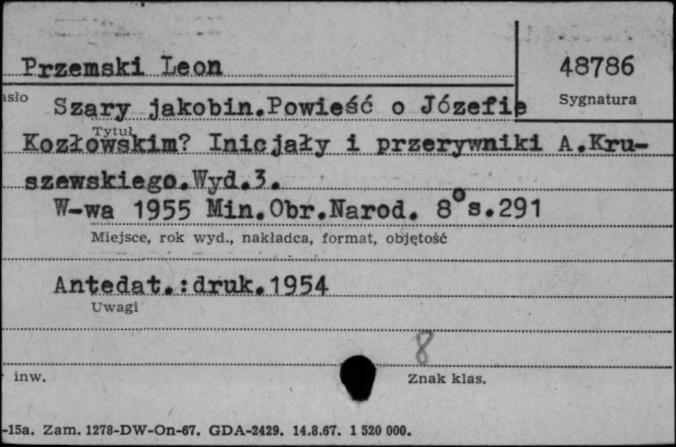 Przemski Leon
48786
asło
Sygnatura
Szary jakobin.Powieść o Józefie
Tytuł
Kozłowskim? Inicjały i przerywniki A.Kru-
szewskiego.Wyd.3.
W-wa 1955 Min.Obr.Narod. 8° s.291
Miejsce, rok wyd., nakładca, format, objętość
Antedat.:druk.1954
Uwagi
8
inw.
Znak klas.
-15a. Zam. 1278-DW-On-67. GDA-2429. 14.8.67. 1 520 000.